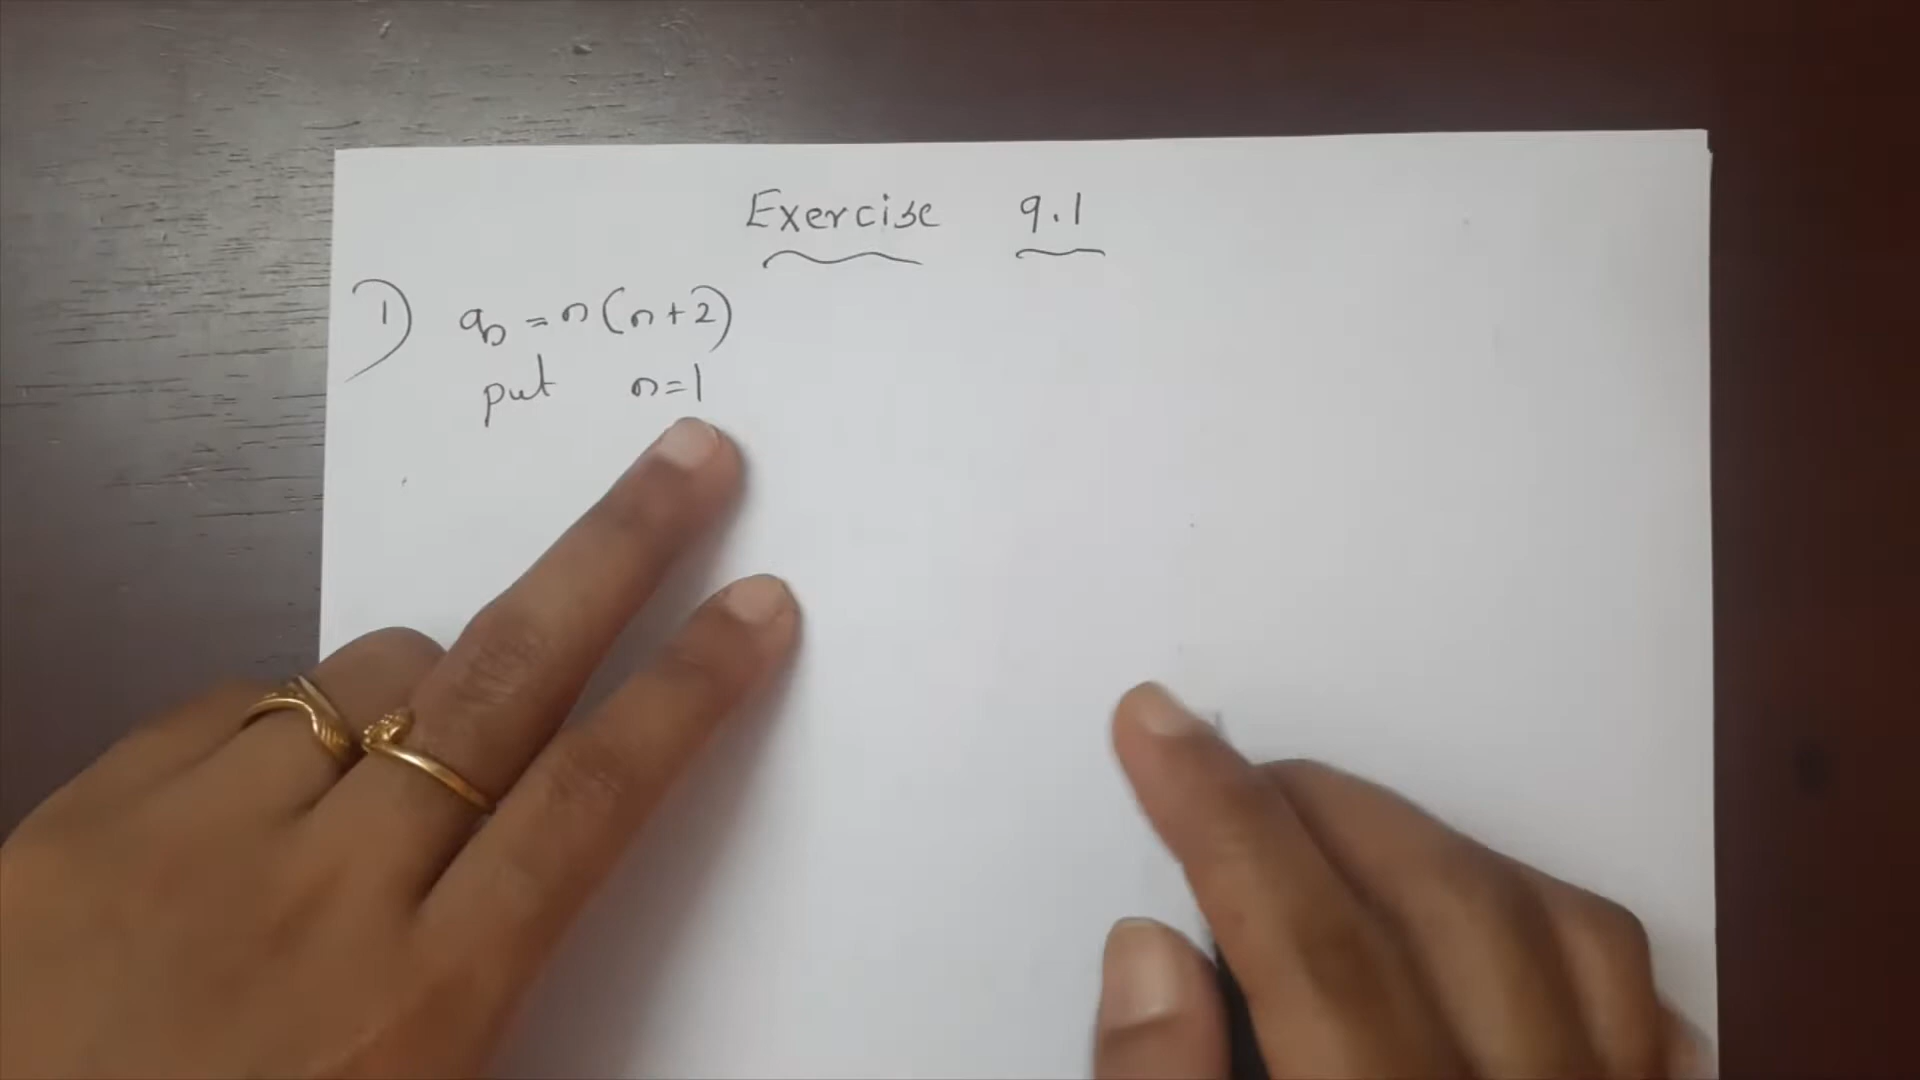 Exercise 9.1
1) an = n(n+2)
put n=1